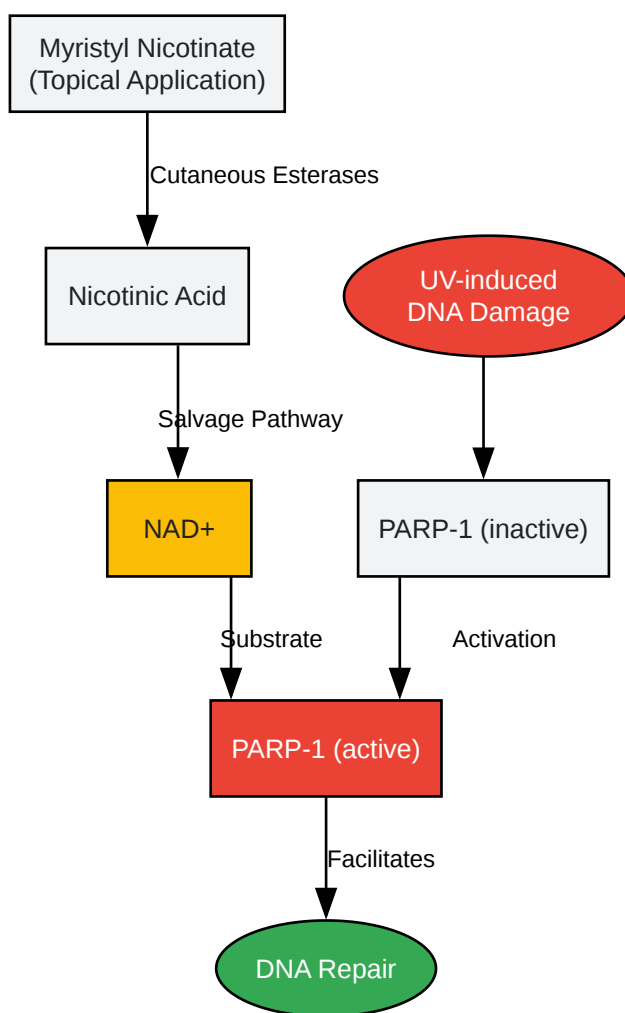 Myristyl Nicotinate
(Topical Application)
Cutaneous Esterases
Nicotinic Acid
UV-induced
DNA Damage
Salvage Pathway
NAD+
PARP-1 (inactive)
Substrate
Activation
PARP-1 (active)
Facilitates
DNA Repair